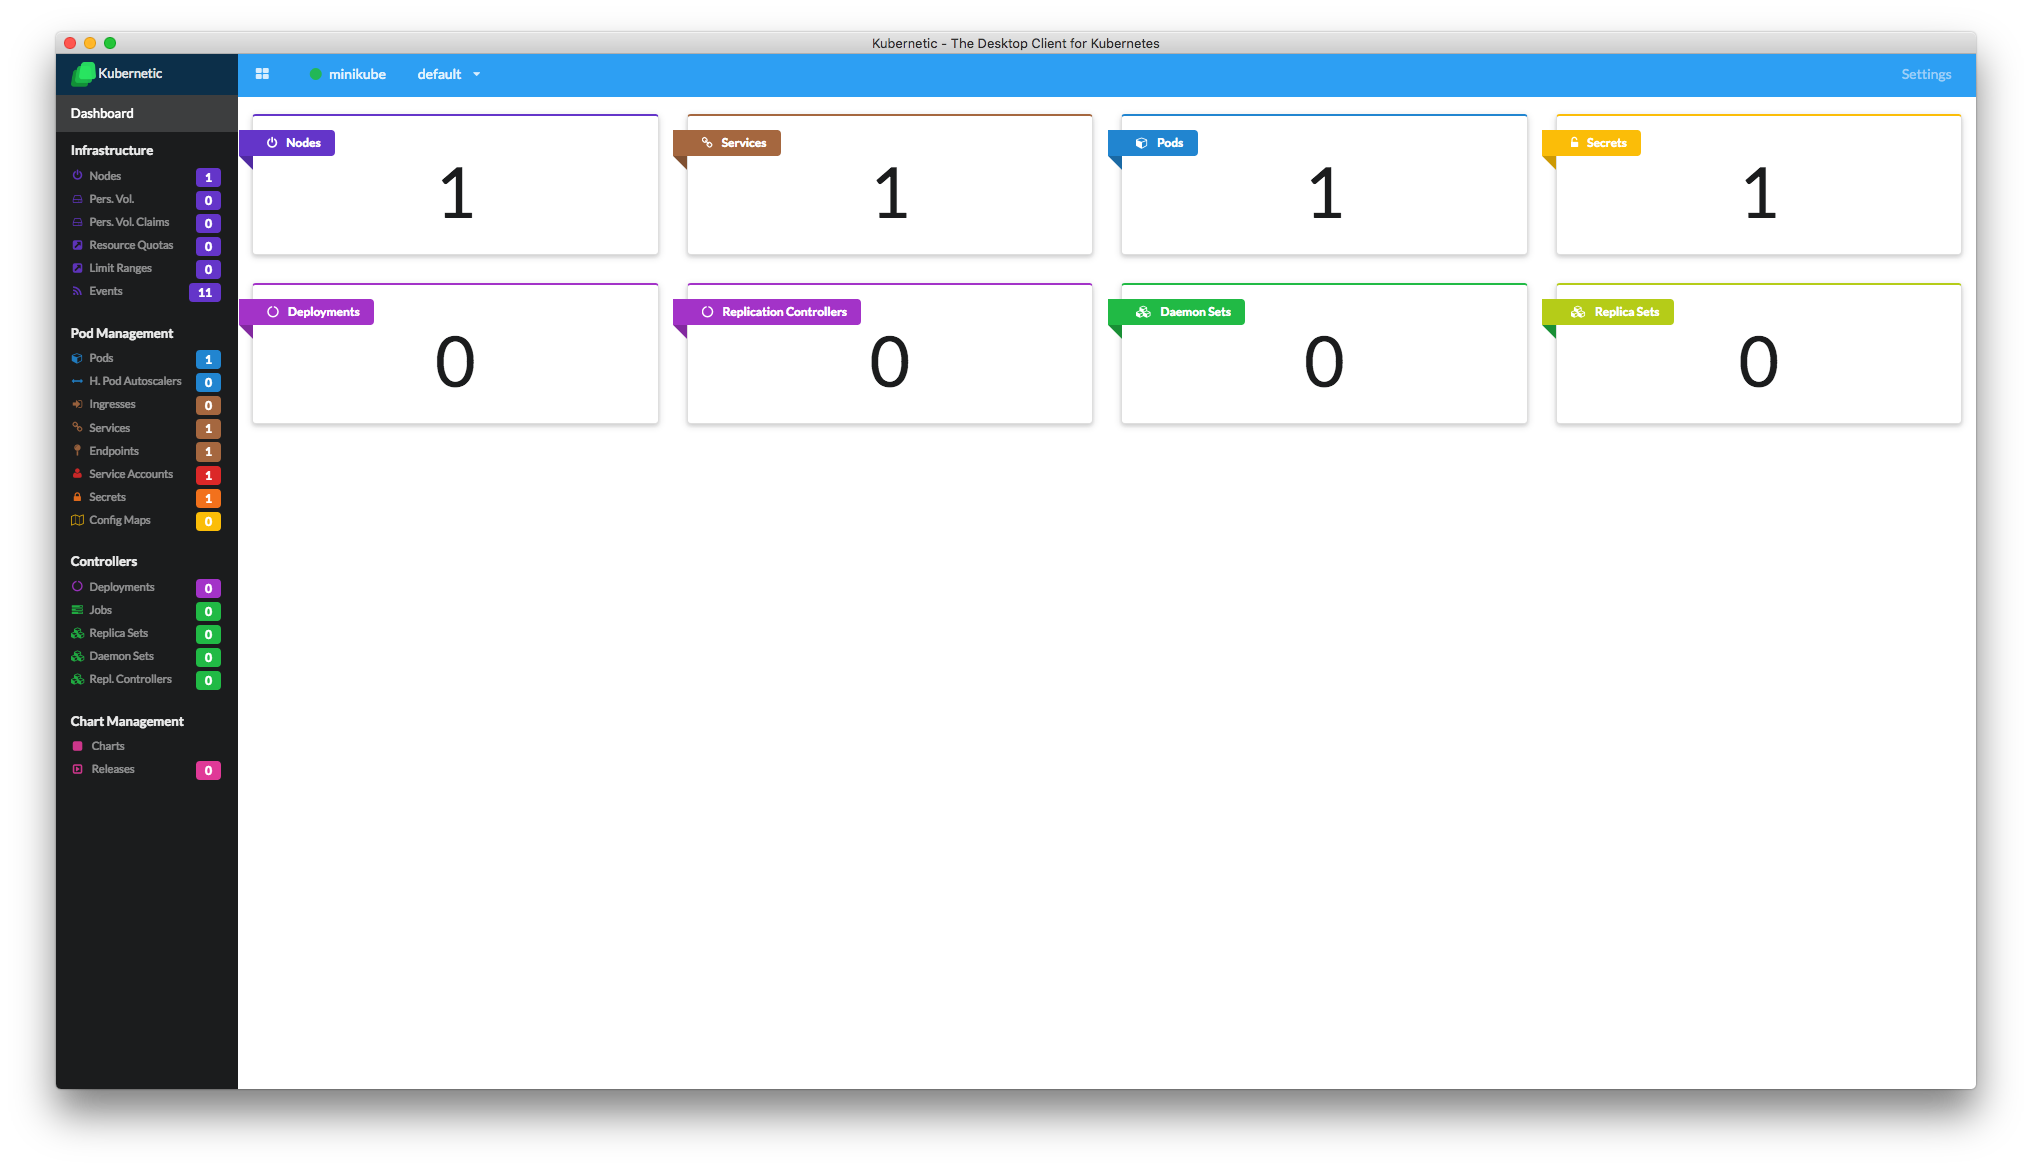 Kubernetic - The Desktop Client for Kubernetes
Kubernetic
minikube default Settings
Dashboard
Infrastructure
Nodes 1
Pers. Vol. 0
Pers. Vol. Claims 0
Resource Quotas 0
Limit Ranges 0
Events 11
Pod Management
Pods 1
H. Pod Autoscalers 0
Ingresses 0
Services 1
Endpoints 1
Service Accounts 1
Secrets 1
Config Maps 0
Controllers
Deployments 0
Jobs 0
Replica Sets 0
Daemon Sets 0
Repl. Controllers 0
Chart Management
Charts
Releases 0
Nodes
1
Services
1
Pods
1
Secrets
1
Deployments
0
Replication Controllers
0
Daemon Sets
0
Replica Sets
0